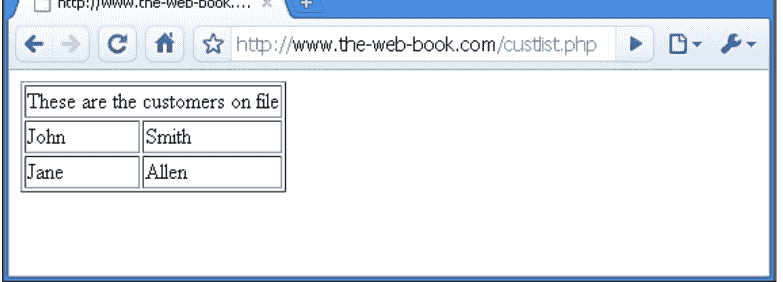 http://www.the-web-book....
http://www.the-web-book.com/custlist.php
These are the customers on file
John Smith
Jane Allen